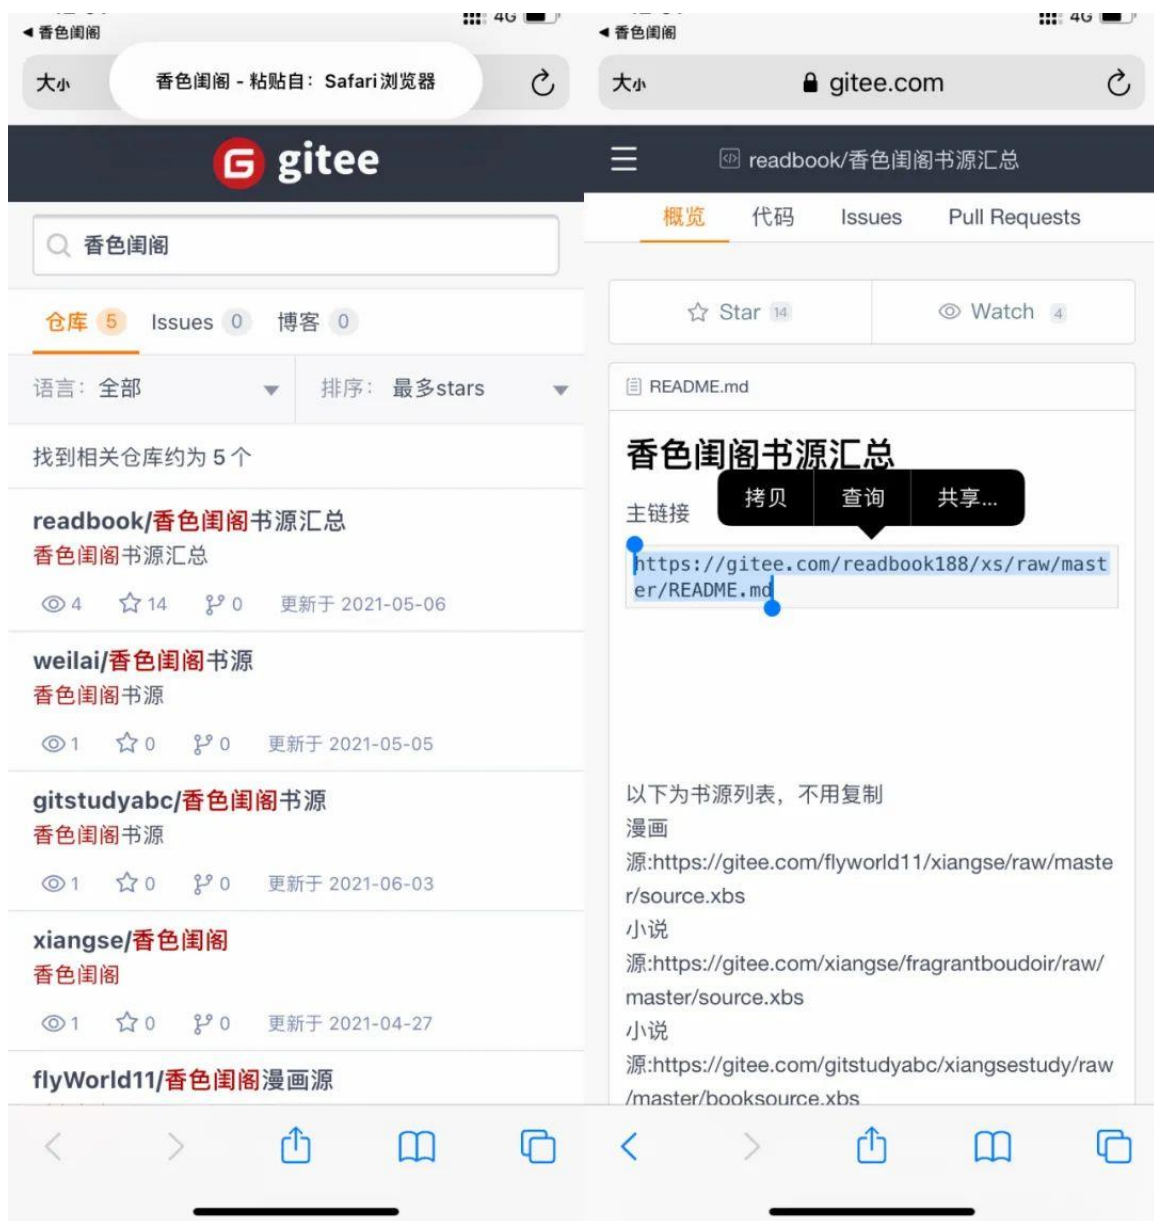 4G
◀ 香色闺阁
大小
香色闺阁 - 粘贴自：Safari浏览器
G gitee
香色闺阁
仓库 5 Issues 0 博客 0
语言：全部 排序： 最多stars
找到相关仓库约为 5 个
readbook/香色闺阁书源汇总
香色闺阁书源汇总
4 14 0 更新于 2021-05-06
weilai/香色闺阁书源
香色闺阁书源
1 0 0 更新于 2021-05-05
gitstudyabc/香色闺阁书源
香色闺阁书源
1 0 0 更新于 2021-06-03
xiangse/香色闺阁
香色闺阁
1 0 0 更新于 2021-04-27
flyWorld11/香色闺阁漫画源
4G
◀ 香色闺阁
大小 gitee.com
readbook/香色闺阁书源汇总
概览 代码 Issues Pull Requests
Star 14 Watch 4
README.md
香色闺阁书源汇总
拷贝 查询 共享...
主链接
https://gitee.com/readbook188/xs/raw/mast
er/README.md
以下为书源列表，不用复制
漫画
源:https://gitee.com/flyworld11/xiangse/raw/maste
r/source.xbs
小说
源:https://gitee.com/xiangse/fragrantboudoir/raw/
master/source.xbs
小说
源:https://gitee.com/gitstudyabc/xiangsestudy/raw
/master/booksource.xbs